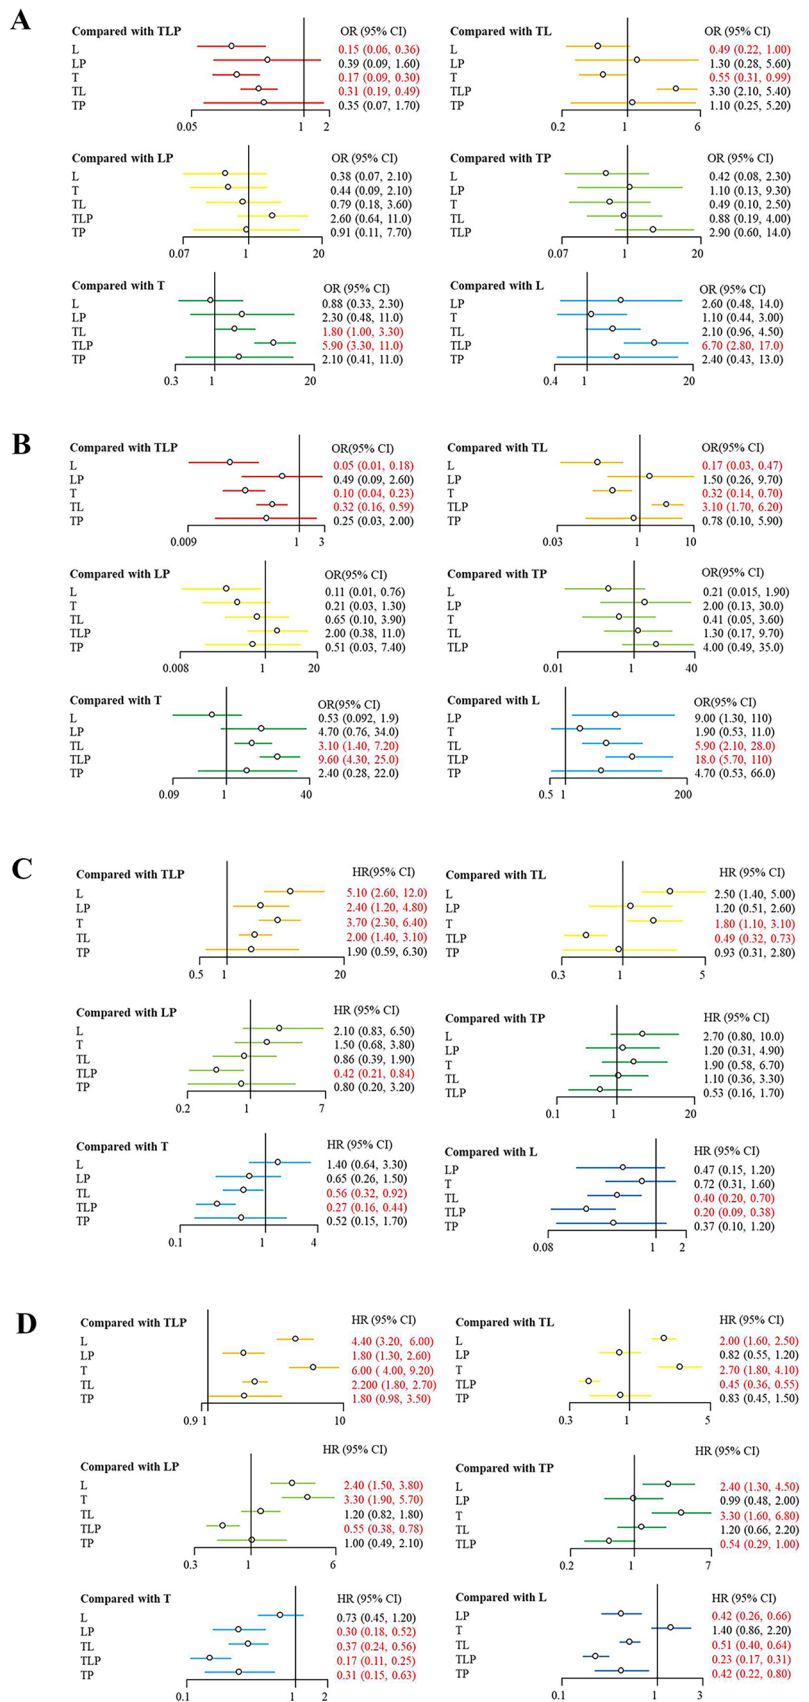 A
Compared with TLP
OR (95% CI)
L 0.15 (0.06, 0.36)
LP 0.39 (0.09, 1.60)
T 0.17 (0.09, 0.30)
TL 0.31 (0.19, 0.49)
TP 0.35 (0.07, 1.70)
0.05 1 2
Compared with TL
OR (95% CI)
L 0.49 (0.22, 1.00)
LP 1.30 (0.28, 5.60)
T 0.55 (0.31, 0.99)
TLP 3.30 (2.10, 5.40)
TP 1.10 (0.25, 5.20)
0.2 1 6
Compared with LP
OR (95% CI)
L 0.38 (0.07, 2.10)
T 0.44 (0.09, 2.10)
TL 0.79 (0.18, 3.60)
TLP 2.60 (0.64, 11.0)
TP 0.91 (0.11, 7.70)
0.07 1 20
Compared with TP
OR (95% CI)
L 0.42 (0.08, 2.30)
LP 1.10 (0.13, 9.30)
T 0.49 (0.10, 2.50)
TL 0.88 (0.19, 4.00)
TLP 2.90 (0.60, 14.0)
0.07 1 20
Compared with T
OR (95% CI)
L 0.88 (0.33, 2.30)
LP 2.30 (0.48, 11.0)
TL 1.80 (1.00, 3.30)
TLP 5.90 (3.30, 11.0)
TP 2.10 (0.41, 11.0)
0.3 1 20
Compared with L
OR (95% CI)
LP 2.60 (0.48, 14.0)
T 1.10 (0.44, 3.00)
TL 2.10 (0.96, 4.50)
TLP 6.70 (2.80, 17.0)
TP 2.40 (0.43, 13.0)
0.4 1 20
B
Compared with TLP
OR(95% CI)
L 0.05 (0.01, 0.18)
LP 0.49 (0.09, 2.60)
T 0.10 (0.04, 0.23)
TL 0.32 (0.16, 0.59)
TP 0.25 (0.03, 2.00)
0.009 1 3
Compared with TL
OR(95% CI)
L 0.17 (0.03, 0.47)
LP 1.50 (0.26, 9.70)
T 0.32 (0.14, 0.70)
TLP 3.10 (1.70, 6.20)
TP 0.78 (0.10, 5.90)
0.03 1 10
Compared with LP
OR(95% CI)
L 0.11 (0.01, 0.76)
T 0.21 (0.03, 1.30)
TL 0.65 (0.10, 3.90)
TLP 2.00 (0.38, 11.0)
TP 0.51 (0.03, 7.40)
0.008 1 20
Compared with TP
OR(95% CI)
L 0.21 (0.015, 1.90)
LP 2.00 (0.13, 30.0)
T 0.41 (0.05, 3.60)
TL 1.30 (0.17, 9.70)
TLP 4.00 (0.49, 35.0)
0.01 1 40
Compared with T
OR(95% CI)
L 0.53 (0.092, 1.9)
LP 4.70 (0.76, 34.0)
TL 3.10 (1.40, 7.20)
TLP 9.60 (4.30, 25.0)
TP 2.40 (0.28, 22.0)
0.09 1 40
Compared with L
OR(95% CI)
LP 9.00 (1.30, 110)
T 1.90 (0.53, 11.0)
TL 5.90 (2.10, 28.0)
TLP 18.0 (5.70, 110)
TP 4.70 (0.53, 66.0)
0.5 1 200
C
Compared with TLP
HR(95% CI)
L 5.10 (2.60, 12.0)
LP 2.40 (1.20, 4.80)
T 3.70 (2.30, 6.40)
TL 2.00 (1.40, 3.10)
TP 1.90 (0.59, 6.30)
0.5 1 20
Compared with TL
HR (95% CI)
L 2.50 (1.40, 5.00)
LP 1.20 (0.51, 2.60)
T 1.80 (1.10, 3.10)
TLP 0.49 (0.32, 0.73)
TP 0.93 (0.31, 2.80)
0.3 1 5
Compared with LP
HR (95% CI)
L 2.10 (0.83, 6.50)
T 1.50 (0.68, 3.80)
TL 0.86 (0.39, 1.90)
TLP 0.42 (0.21, 0.84)
TP 0.80 (0.20, 3.20)
0.2 1 7
Compared with TP
HR (95% CI)
L 2.70 (0.80, 10.0)
LP 1.20 (0.31, 4.90)
T 1.90 (0.58, 6.70)
TL 1.10 (0.36, 3.30)
TLP 0.53 (0.16, 1.70)
0.1 1 20
Compared with T
HR (95% CI)
L 1.40 (0.64, 3.30)
LP 0.65 (0.26, 1.50)
TL 0.56 (0.32, 0.92)
TLP 0.27 (0.16, 0.44)
TP 0.52 (0.15, 1.70)
0.1 1 4
Compared with L
HR (95% CI)
LP 0.47 (0.15, 1.20)
T 0.72 (0.31, 1.60)
TL 0.40 (0.20, 0.70)
TLP 0.20 (0.09, 0.38)
TP 0.37 (0.10, 1.20)
0.08 1 2
D
Compared with TLP
HR (95% CI)
L 4.40 (3.20, 6.00)
LP 1.80 (1.30, 2.60)
T 6.00 ( 4.00, 9.20)
TL 2.200 (1.80, 2.70)
TP 1.80 (0.98, 3.50)
0.9 1 10
Compared with TL
HR (95% CI)
L 2.00 (1.60, 2.50)
LP 0.82 (0.55, 1.20)
T 2.70 (1.80, 4.10)
TLP 0.45 (0.36, 0.55)
TP 0.83 (0.45, 1.50)
0.3 1 5
Compared with LP
HR (95% CI)
L 2.40 (1.50, 3.80)
T 3.30 (1.90, 5.70)
TL 1.20 (0.82, 1.80)
TLP 0.55 (0.38, 0.78)
TP 1.00 (0.49, 2.10)
0.3 1 6
Compared with TP
HR (95% CI)
L 2.40 (1.30, 4.50)
LP 0.99 (0.48, 2.00)
T 3.30 (1.60, 6.80)
TL 1.20 (0.66, 2.20)
TLP 0.54 (0.29, 1.00)
0.2 1 7
Compared with T
HR (95% CI)
L 0.73 (0.45, 1.20)
LP 0.30 (0.18, 0.52)
TL 0.37 (0.24, 0.56)
TLP 0.17 (0.11, 0.25)
TP 0.31 (0.15, 0.63)
0.1 1 2
Compared with L
HR (95% CI)
LP 0.42 (0.26, 0.66)
T 1.40 (0.86, 2.20)
TL 0.51 (0.40, 0.64)
TLP 0.23 (0.17, 0.31)
TP 0.42 (0.22, 0.80)
0.1 1 3